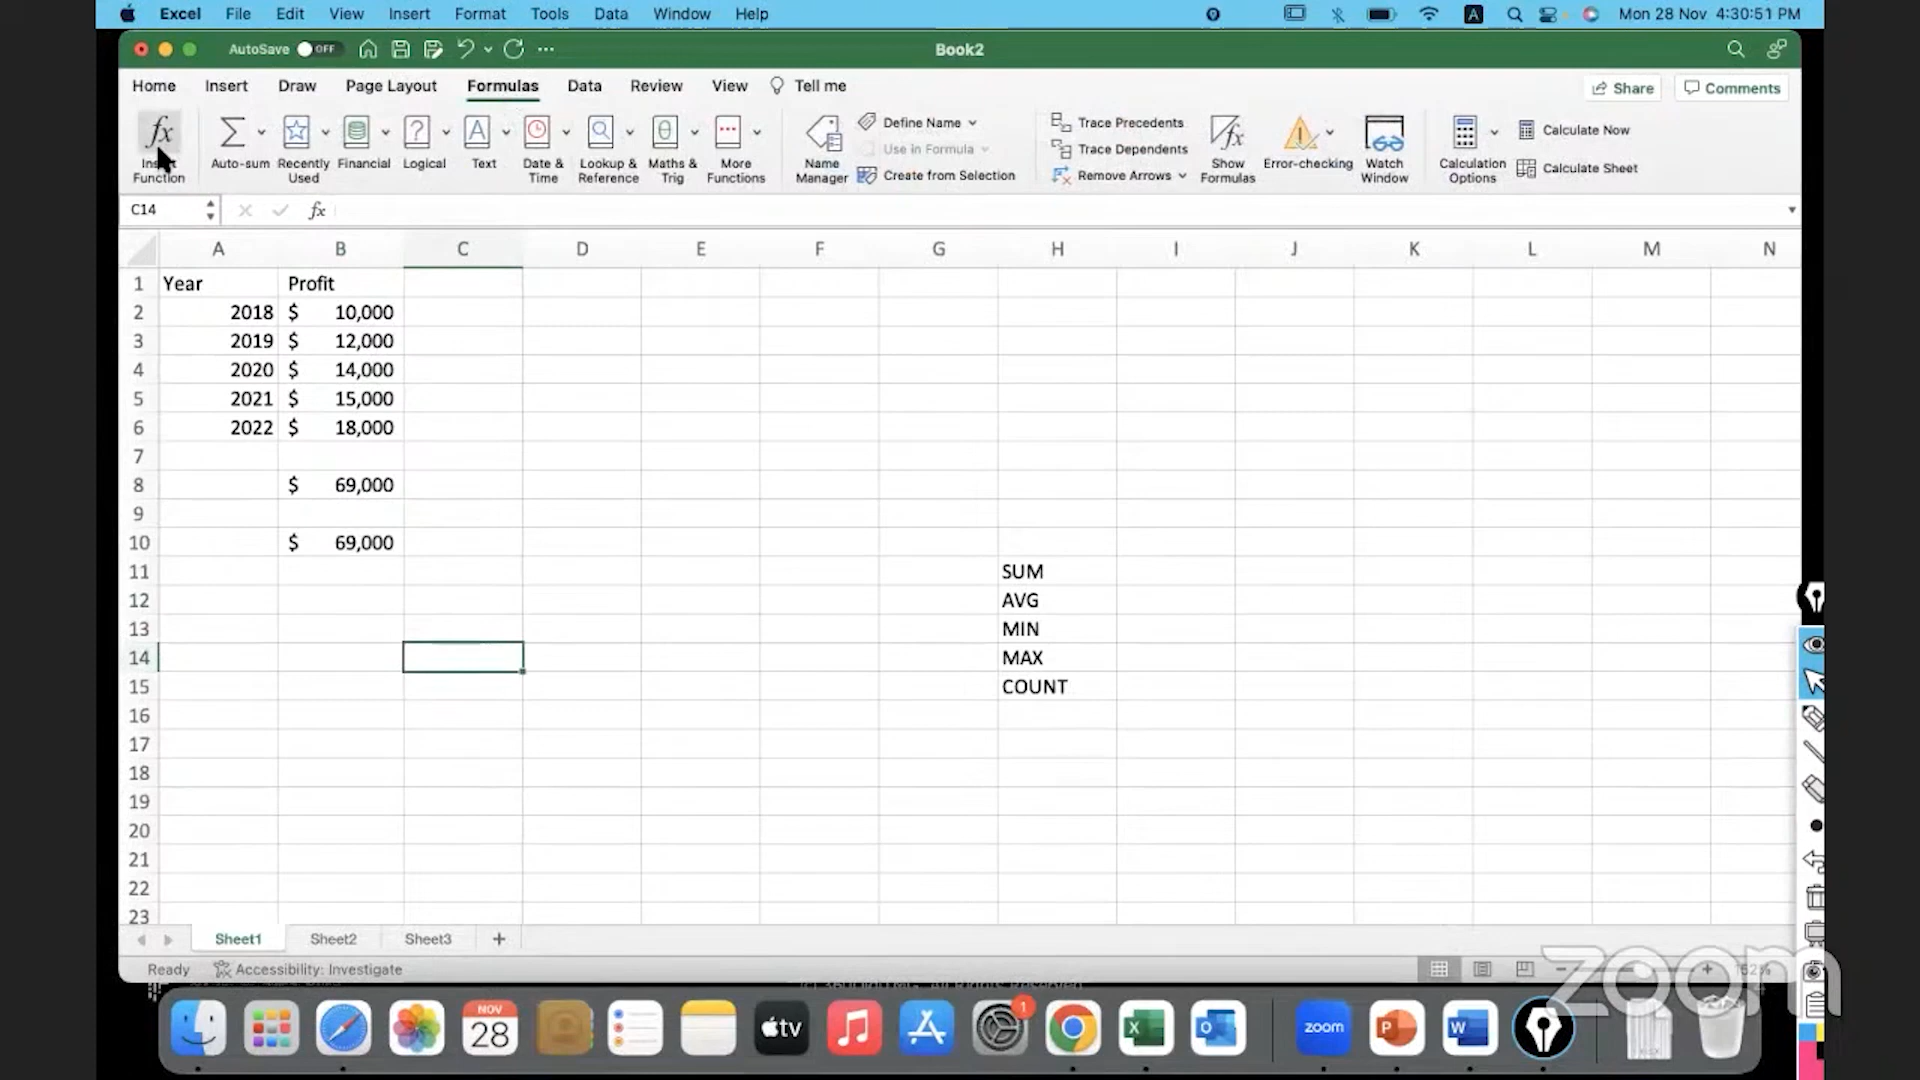 Excel File Edit View Insert Format Tools Data Window Help A Mon 28 Nov 4:30:51 PM
AutoSave OFF Book2
Home Insert Draw Page Layout Formulas Data Review View Tell me Share Comments
Insert Function
Auto-sum
Recently Used
Financial
Logical
Text
Date & Time
Lookup & Reference
Maths & Trig
More Functions
Name Manager
Define Name
Use in Formula
Create from Selection
Trace Precedents
Trace Dependents
Remove Arrows
Show Formulas
Error-checking
Watch Window
Calculation Options
Calculate Now
Calculate Sheet
C14 fx
A B C D E F G H I J K L M N
1 Year Profit
2 2018 $ 10,000
3 2019 $ 12,000
4 2020 $ 14,000
5 2021 $ 15,000
6 2022 $ 18,000
7
8 $ 69,000
9
10 $ 69,000
11 SUM
12 AVG
13 MIN
14 MAX
15 COUNT
16
17
18
19
20
21
22
23
Sheet1 Sheet2 Sheet3 +
Ready Accessibility: Investigate
zoom
NOV
28
tv
1
X
O
zoom
P
W